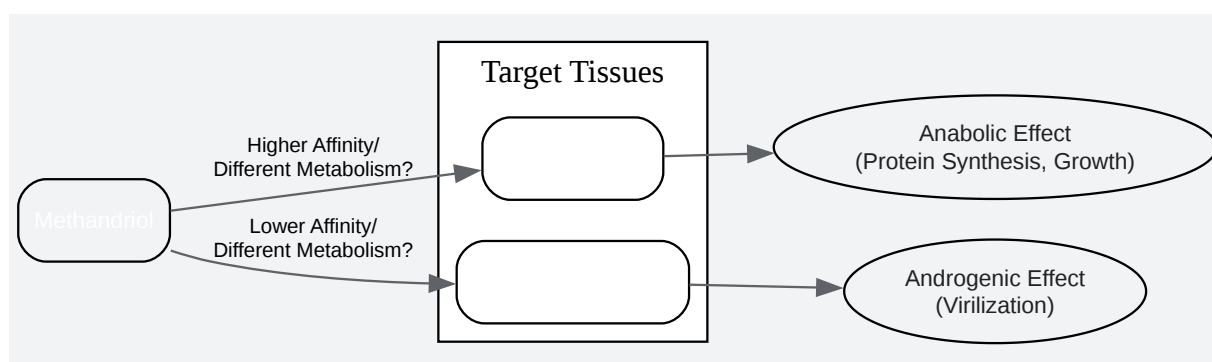 Target Tissues
Higher Affinity/
Different Metabolism?
Anabolic Effect
(Protein Synthesis, Growth)
Methandriol
Lower Affinity/
Different Metabolism?
Androgenic Effect
(Virilization)